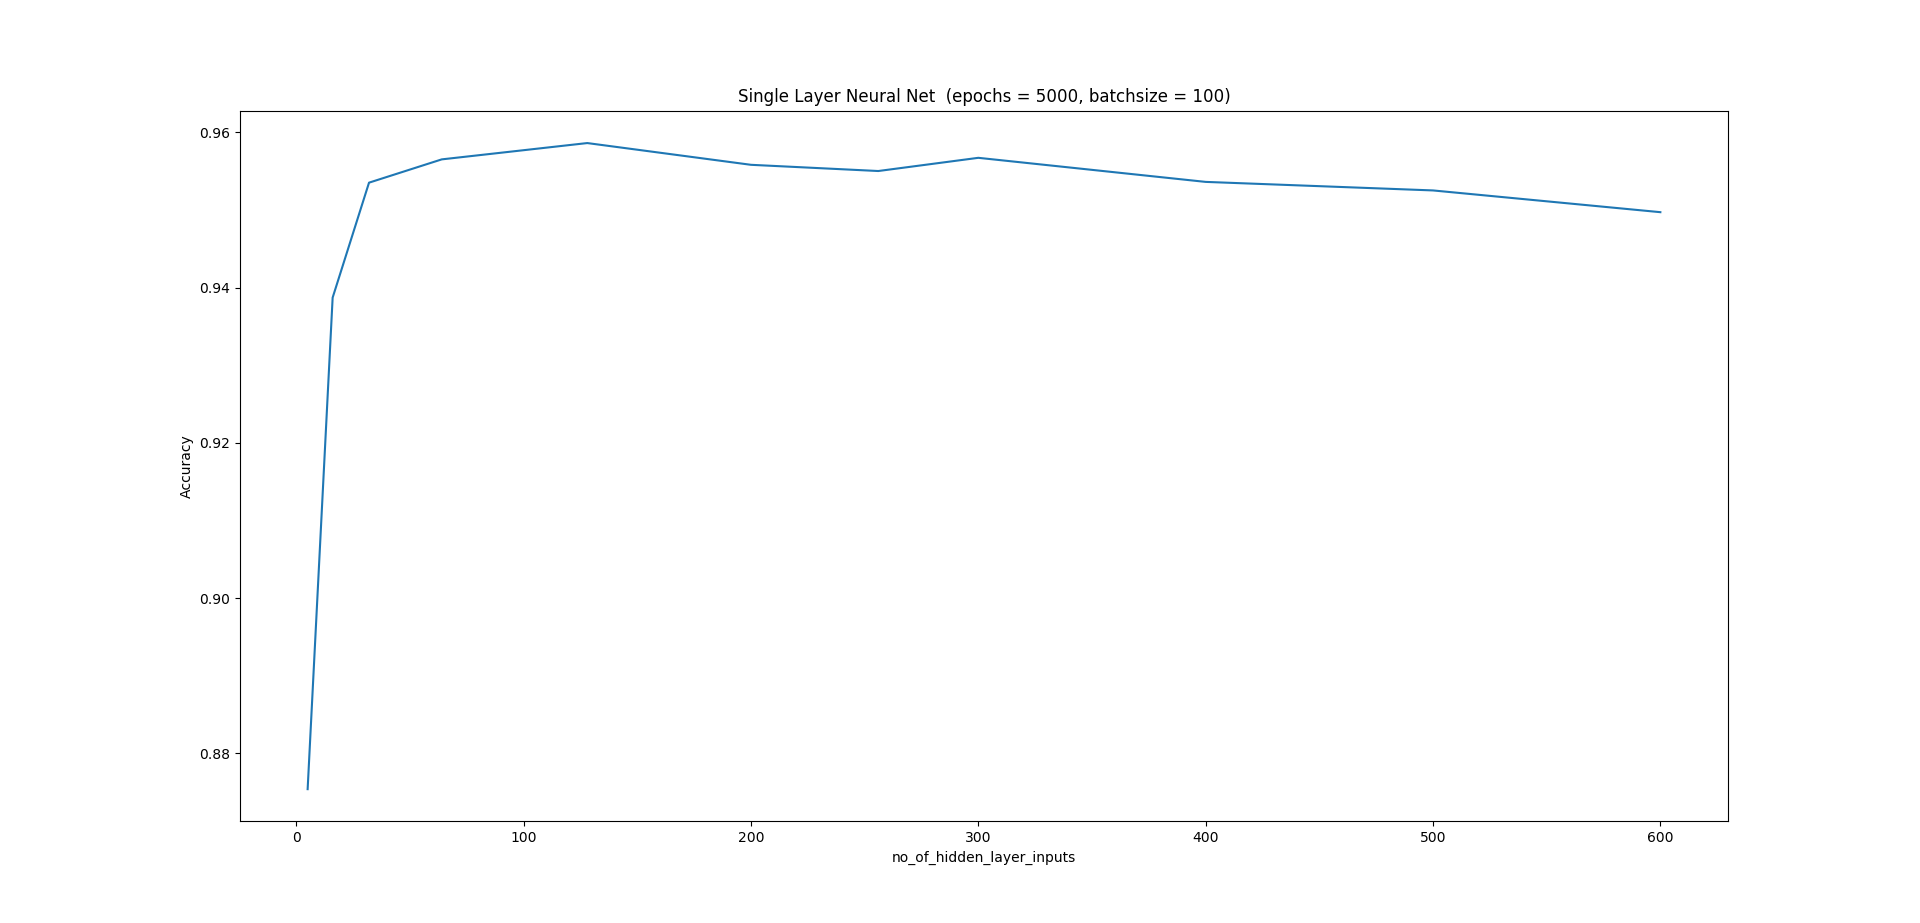 Single Layer Neural Net  (epochs = 5000, batchsize = 100)
0.96
0.94
0.92
0.90
0.88
Accuracy
0 100 200 300 400 500 600
no_of_hidden_layer_inputs